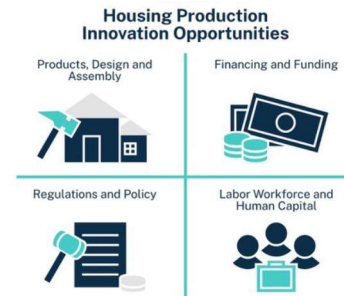 Housing Production
Innovation Opportunities
Products, Design and
Assembly
Financing and Funding
Regulations and Policy
Labor Workforce and
Human Capital